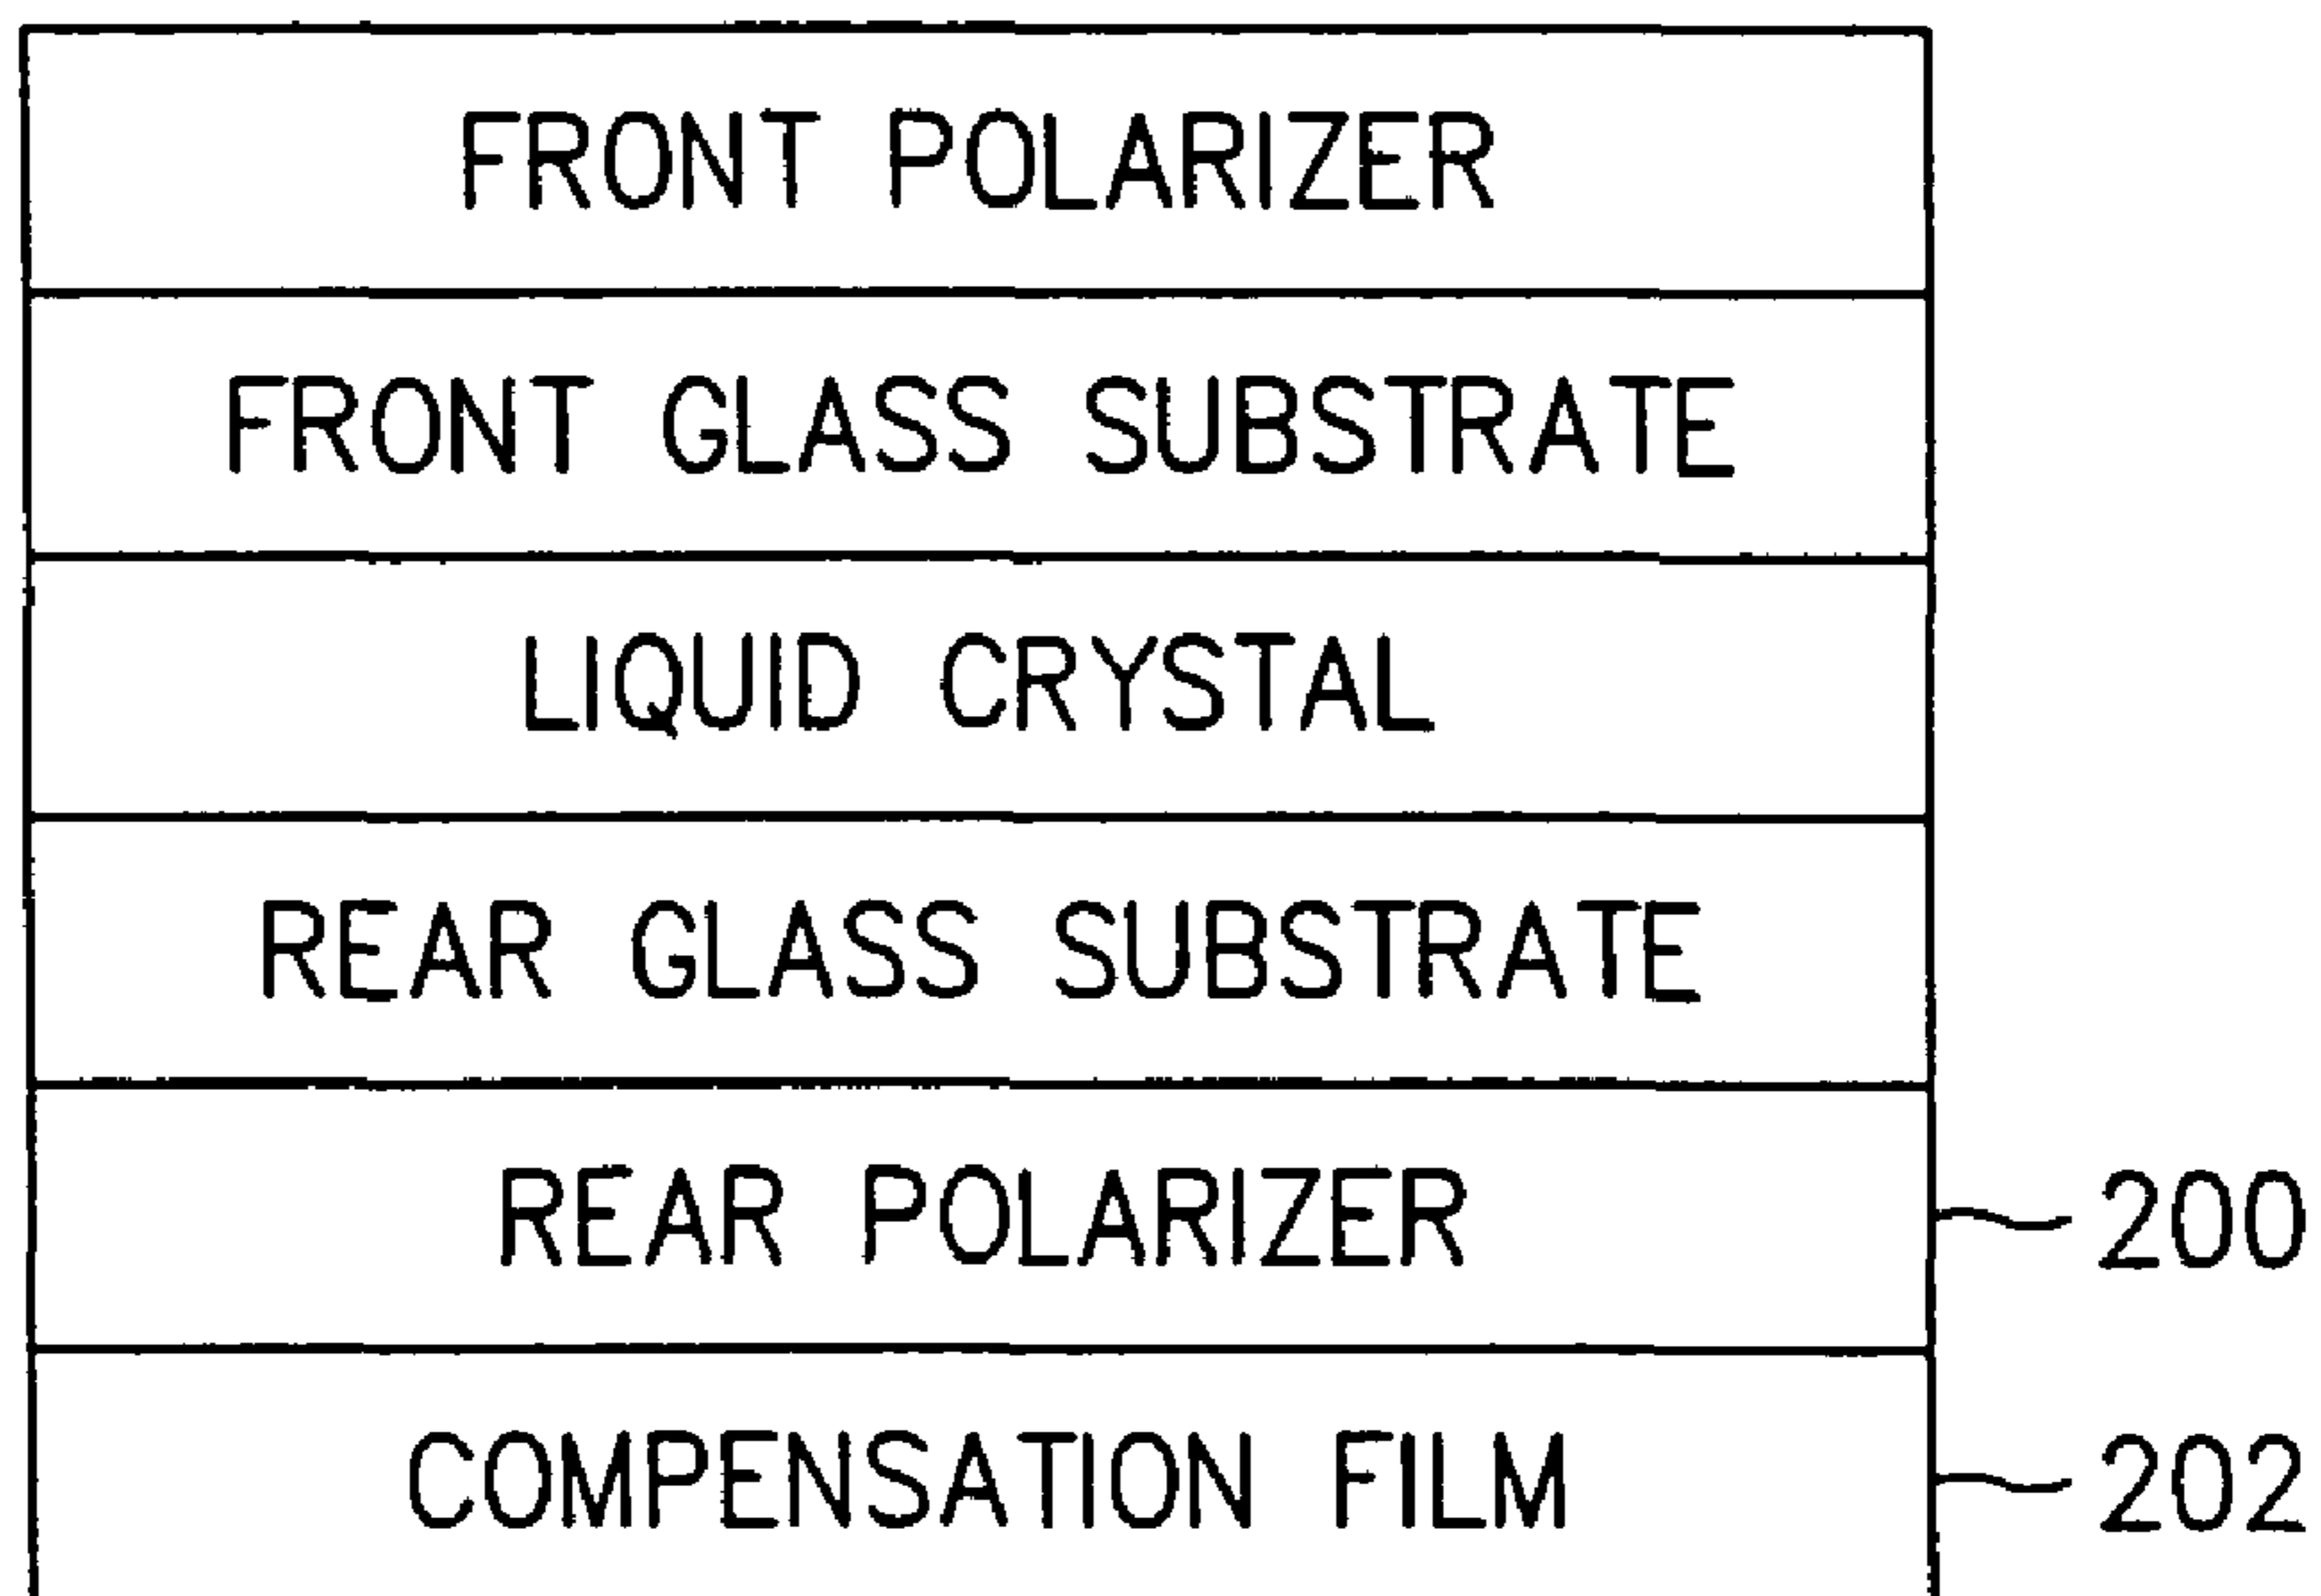 FRONT POLARIZER
FRONT GLASS SUBSTRATE
LIQUID CRYSTAL
REAR GLASS SUBSTRATE
REAR POLARIZER 200
COMPENSATION FILM 202